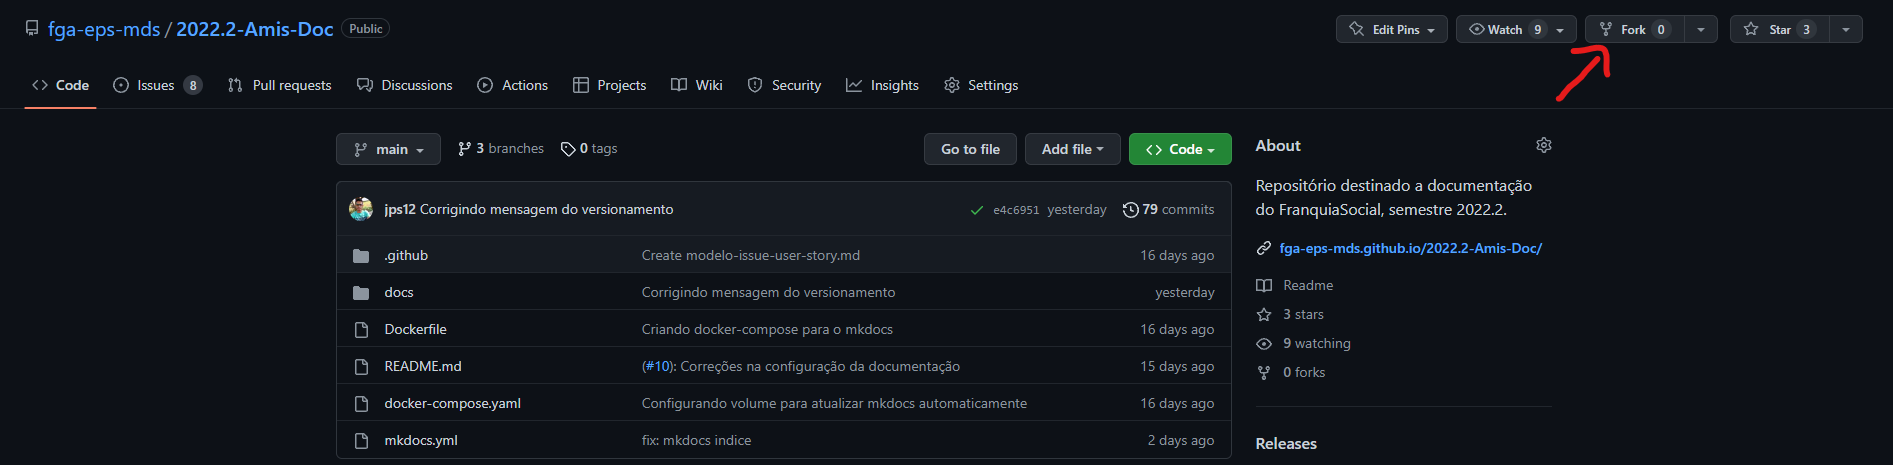 fga-eps-mds / 2022.2-Amis-Doc Public
Edit Pins Watch 9 Fork 0 Star 3
Code Issues 8 Pull requests Discussions Actions Projects Wiki Security Insights Settings
main 3 branches 0 tags Go to file Add file Code
jps12 Corrigindo mensagem do versionamento e4c6951 yesterday 79 commits
.github Create modelo-issue-user-story.md 16 days ago
docs Corrigindo mensagem do versionamento yesterday
Dockerfile Criando docker-compose para o mkdocs 16 days ago
README.md (#10): Correções na configuração da documentação 15 days ago
docker-compose.yaml Configurando volume para atualizar mkdocs automaticamente 16 days ago
mkdocs.yml fix: mkdocs indice 2 days ago
About
Repositório destinado a documentação
do FranquiaSocial, semestre 2022.2.
fga-eps-mds.github.io/2022.2-Amis-Doc/
Readme
3 stars
9 watching
0 forks
Releases